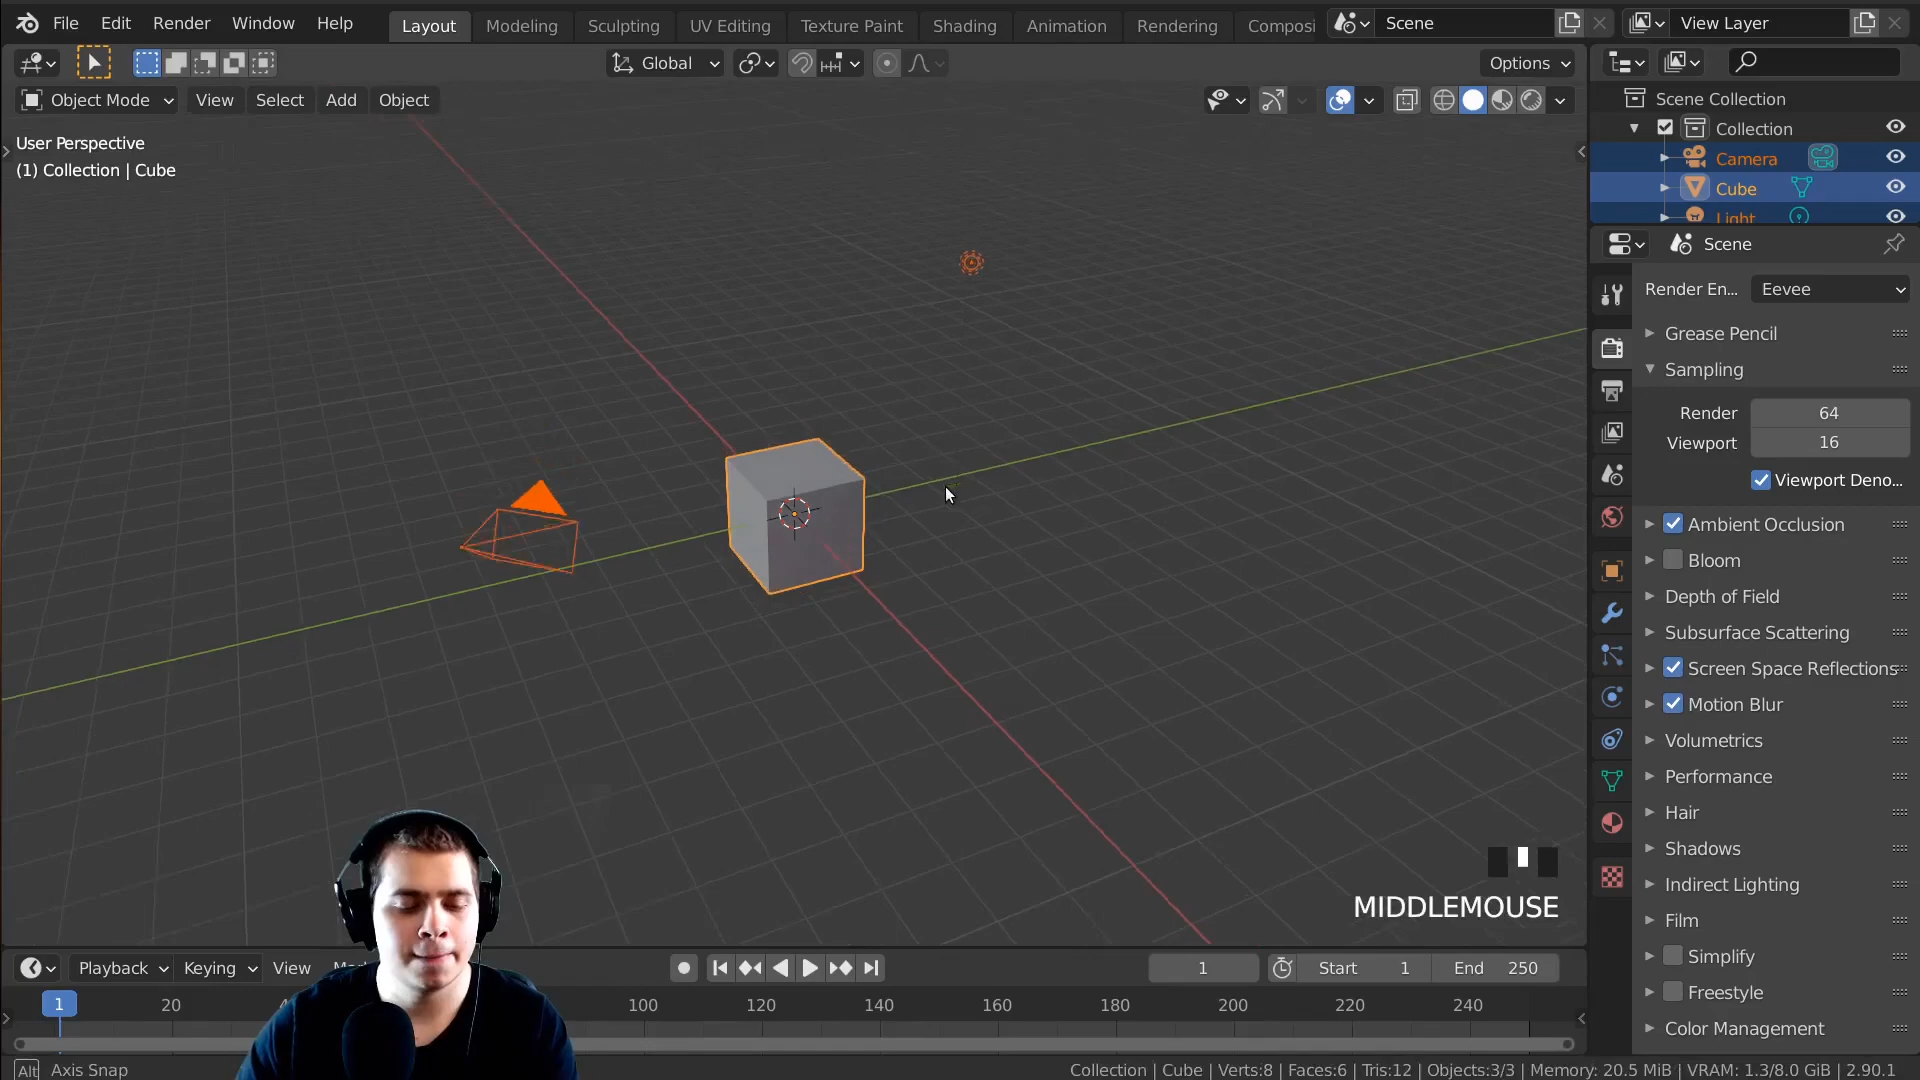 File Edit Render Window Help Layout Modeling Sculpting UV Editing Texture Paint Shading Animation Rendering Composi Scene View Layer
Global Options
Object Mode View Select Add Object
User Perspective
(1) Collection | Cube
Scene Collection
Collection
Camera
Cube
Light
Scene
Render En... Eevee
Grease Pencil
Sampling
Render 64
Viewport 16
Viewport Deno...
Ambient Occlusion
Bloom
Depth of Field
Subsurface Scattering
Screen Space Reflections
Motion Blur
Volumetrics
Performance
Hair
Shadows
Indirect Lighting
Film
Simplify
Freestyle
Color Management
MIDDLEMOUSE
Playback Keying View 1 Start 1 End 250
1 20 100 120 140 160 180 200 220 240
Alt Axis Snap
Collection | Cube | Verts:8 | Faces:6 | Tris:12 | Objects:3/3 | Memory: 20.5 MiB | VRAM: 1.3/8.0 GiB | 2.90.1